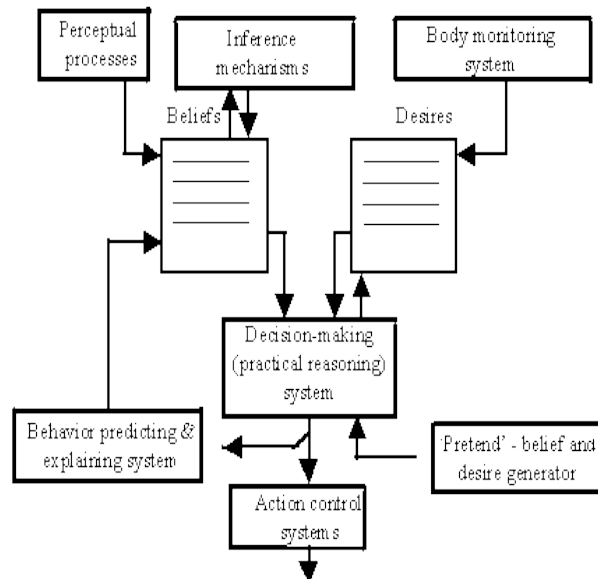 Perceptual
processes
Inference
mechanisms
Body monitoring
system
Beliefs
Desires
Decision-making
(practical reasoning)
system
Behavior predicting &
explaining system
'Pretend' - belief and
desire generator
Action control
systems